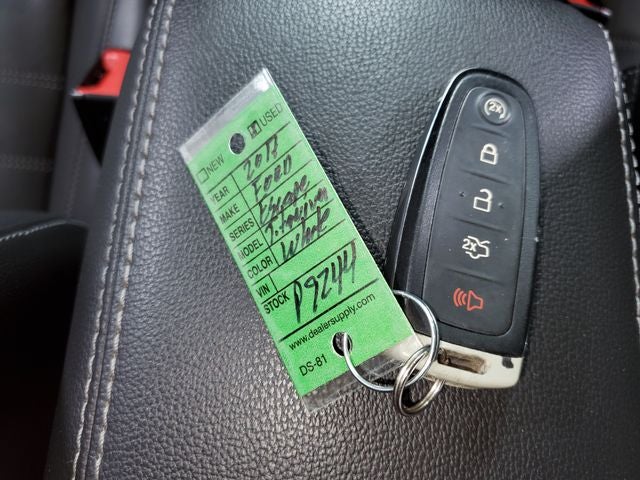 NEW USED
YEAR 2017
MAKE FORD
SERIES Escape
MODEL Titanium
COLOR White
VIN
STOCK P9244
www.dealersupply.com
DS-81
2X
2X